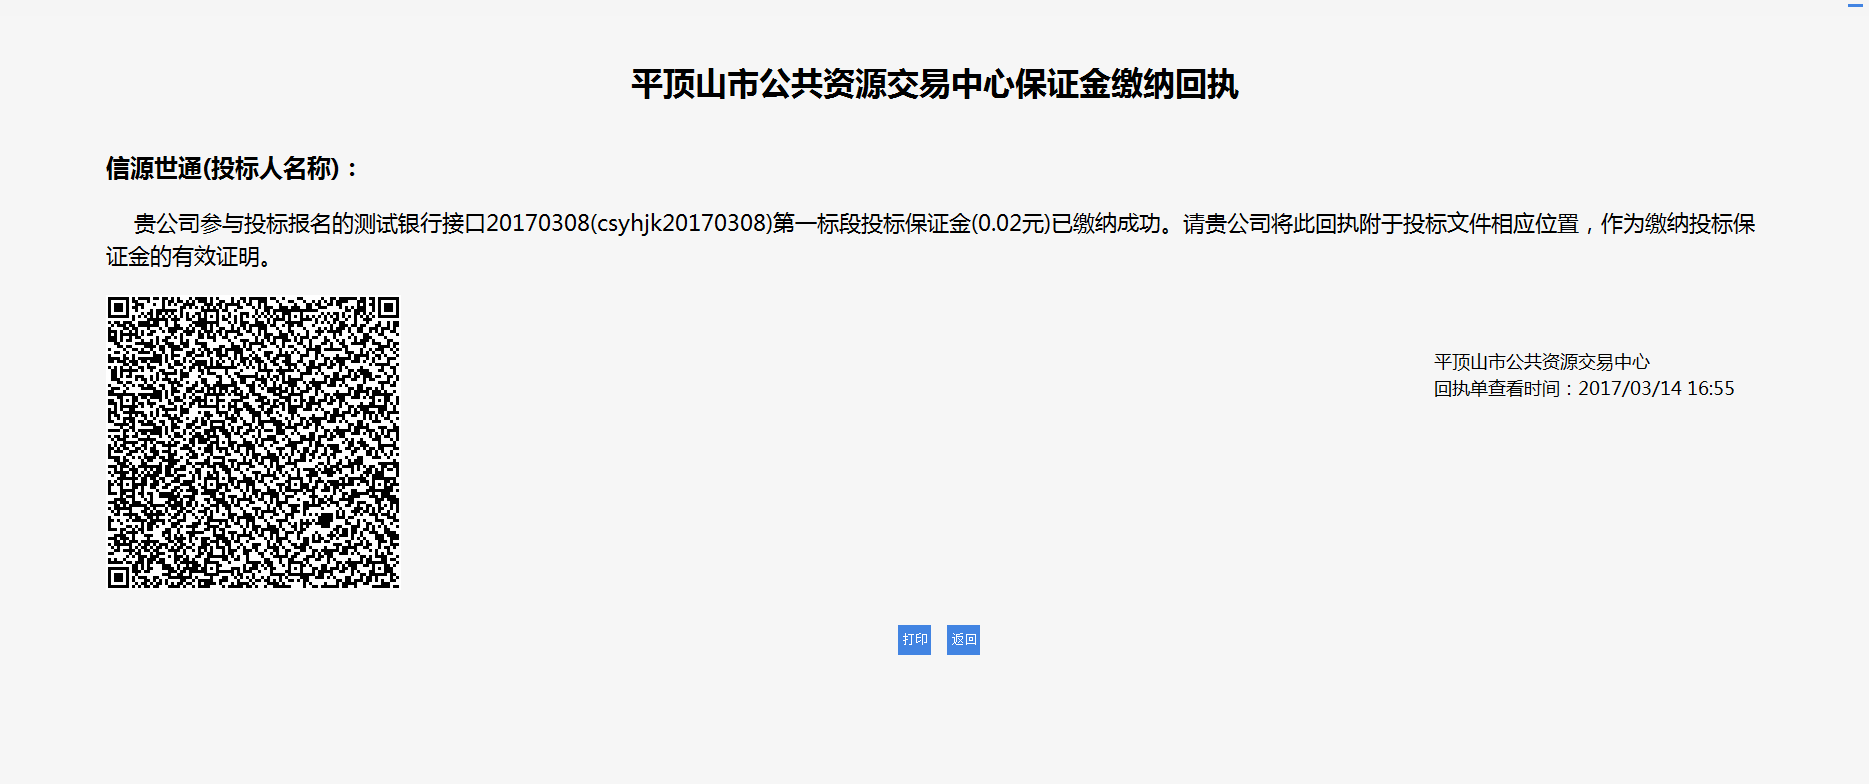 平顶山市公共资源交易中心保证金缴纳回执
信源世通(投标人名称)：
贵公司参与投标报名的测试银行接口20170308(csyhjk20170308)第一标段投标保证金(0.02元)已缴纳成功。请贵公司将此回执附于投标文件相应位置，作为缴纳投标保
证金的有效证明。
平顶山市公共资源交易中心
回执单查看时间：2017/03/14 16:55
打印 返回